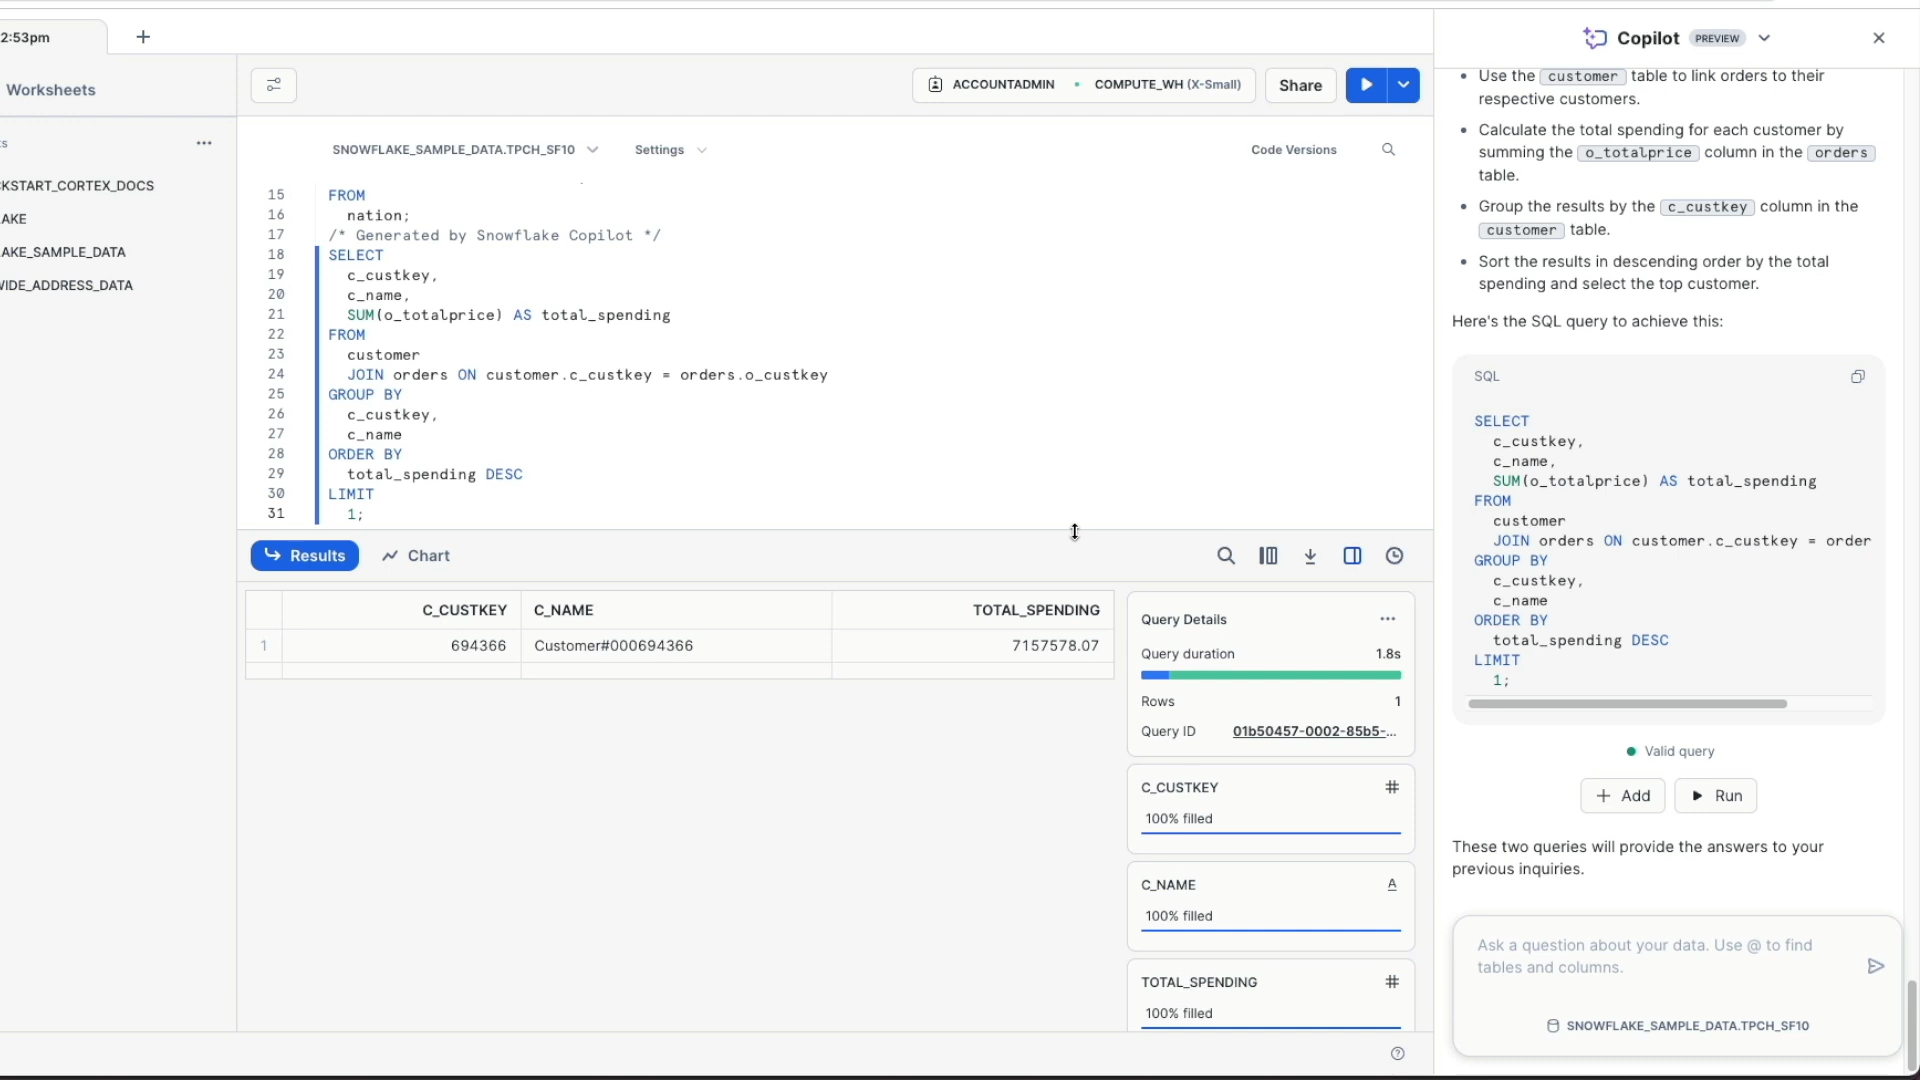 2:53pm
Worksheets
ts
KSTART_CORTEX_DOCS
AKE
AKE_SAMPLE_DATA
WIDE_ADDRESS_DATA
ACCOUNTADMIN • COMPUTE_WH (X-Small)
Share
SNOWFLAKE_SAMPLE_DATA.TPCH_SF10
Settings
Code Versions
15 FROM
16 nation;
17 /* Generated by Snowflake Copilot */
18 SELECT
19 c_custkey,
20 c_name,
21 SUM(o_totalprice) AS total_spending
22 FROM
23 customer
24 JOIN orders ON customer.c_custkey = orders.o_custkey
25 GROUP BY
26 c_custkey,
27 c_name
28 ORDER BY
29 total_spending DESC
30 LIMIT
31 1;
Results
Chart
C_CUSTKEY C_NAME TOTAL_SPENDING
1 694366 Customer#000694366 7157578.07
Query Details
Query duration 1.8s
Rows 1
Query ID 01b50457-0002-85b5-...
C_CUSTKEY #
100% filled
C_NAME A
100% filled
TOTAL_SPENDING #
100% filled
Copilot PREVIEW
• Use the customer table to link orders to their
respective customers.
• Calculate the total spending for each customer by
summing the o_totalprice column in the orders
table.
• Group the results by the c_custkey column in the
customer table.
• Sort the results in descending order by the total
spending and select the top customer.
Here's the SQL query to achieve this:
SQL
SELECT
c_custkey,
c_name,
SUM(o_totalprice) AS total_spending
FROM
customer
JOIN orders ON customer.c_custkey = order
GROUP BY
c_custkey,
c_name
ORDER BY
total_spending DESC
LIMIT
1;
Valid query
+ Add
Run
These two queries will provide the answers to your
previous inquiries.
Ask a question about your data. Use @ to find
tables and columns.
SNOWFLAKE_SAMPLE_DATA.TPCH_SF10